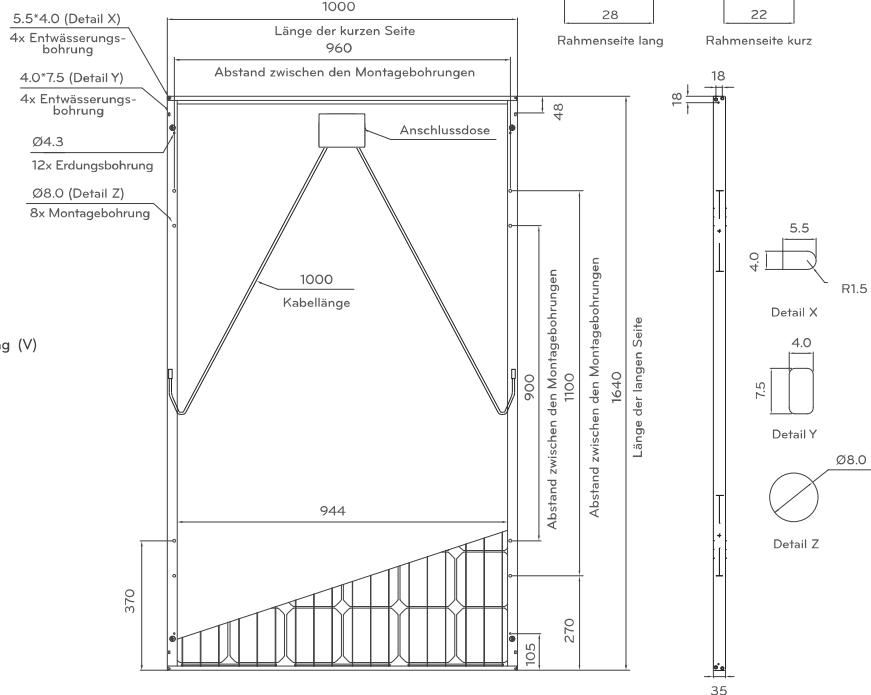 1000
Länge der kurzen Seite
960
Abstand zwischen den Montagebohrungen
5.5*4.0 (Detail X)
4x Entwässerungs-
bohrung
4.0*7.5 (Detail Y)
4x Entwässerungs-
bohrung
Ø4.3
12x Erdungsbohrung
Ø8.0 (Detail Z)
8x Montagebohrung
Anschlussdose
48
1000
Kabellänge
900
Abstand zwischen den Montagebohrungen
1100
Abstand zwischen den Montagebohrungen
1640
Länge der langen Seite
944
370
105
270
28
Rahmenseite lang
22
Rahmenseite kurz
18
18
35
5.5
4.0
R1.5
Detail X
4.0
7.5
Detail Y
Ø8.0
Detail Z
(V)